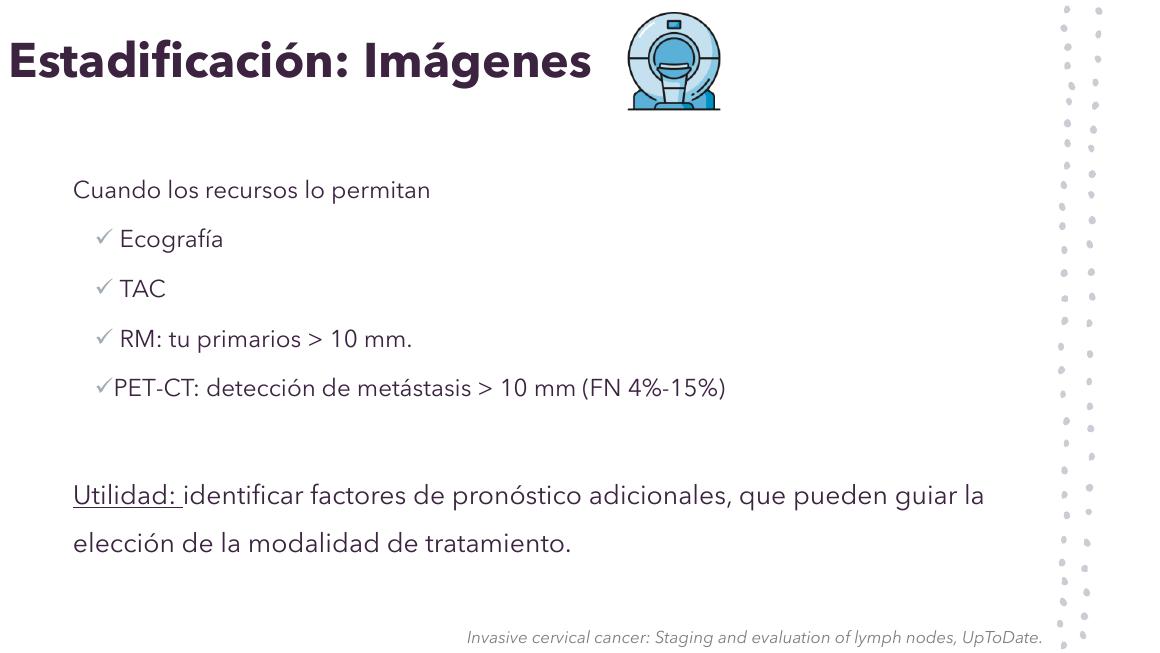 Estadificación: Imágenes
Cuando los recursos lo permitan
✓ Ecografía
✓ TAC
✓ RM: tu primarios > 10 mm.
✓PET-CT: detección de metástasis > 10 mm (FN 4%-15%)
Utilidad: identificar factores de pronóstico adicionales, que pueden guiar la
elección de la modalidad de tratamiento.
Invasive cervical cancer: Staging and evaluation of lymph nodes, UpToDate.